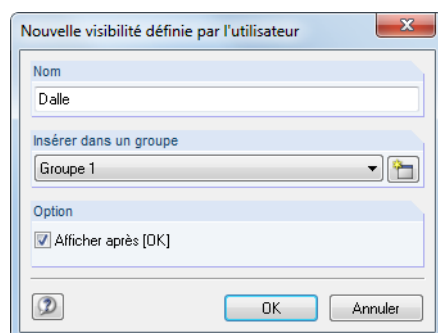 Nouvelle visibilité définie par l'utilisateur
Nom
Dalle
Insérer dans un groupe
Groupe 1
Option
Afficher après [OK]
OK Annuler